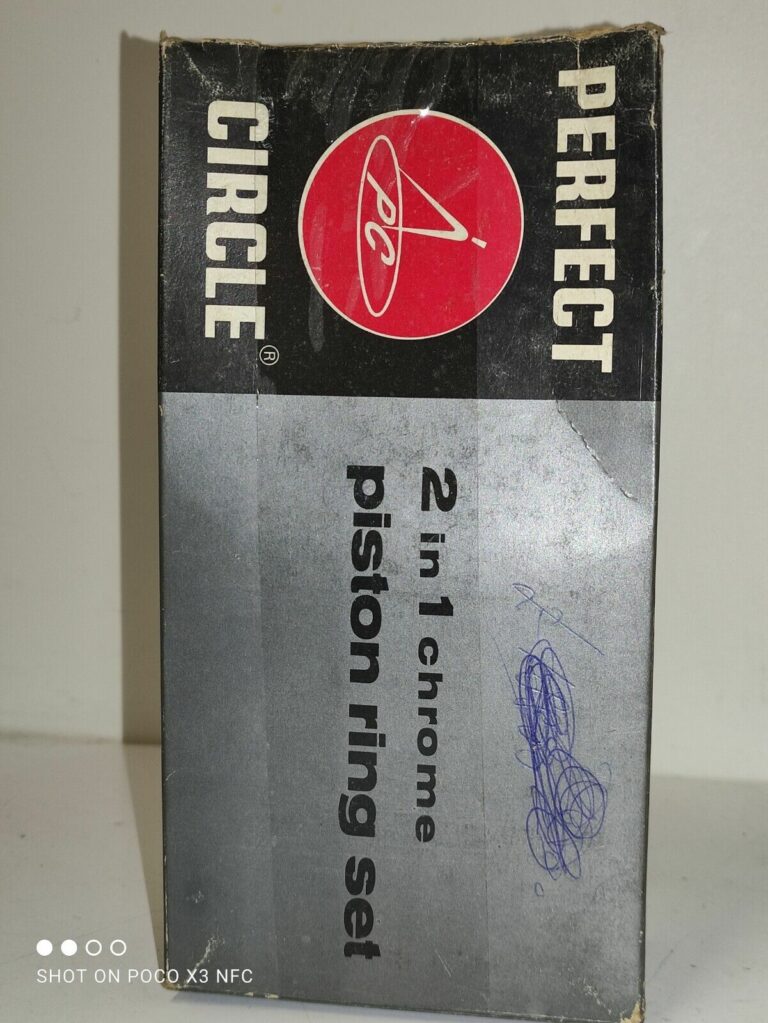 PERFECT
PC
CIRCLE®
2 in 1 chrome
piston ring set
SHOT ON POCO X3 NFC